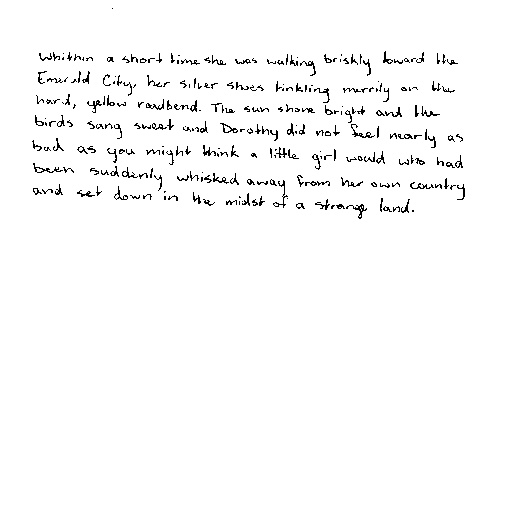 Whithin a short time she was walking briskly toward the
Emerald City, her silver shoes tinkling merrily on the
hard, yellow roadbend. The sun shone bright and the
birds sang sweet and Dorothy did not feel nearly as
bad as you might think a little girl would who had
been suddenly whisked away from her own country
and set down in the midst of a strange land.